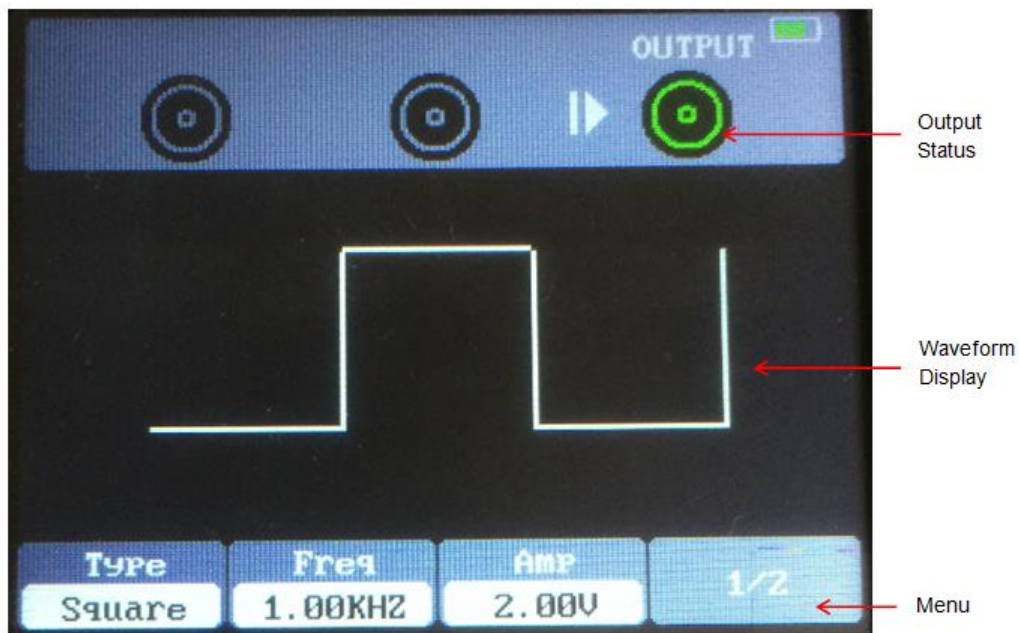 OUTPUT
Output
Status
Waveform
Display
Type
Freq
Amp
1/2
Square
1.00KHZ
2.00V
Menu